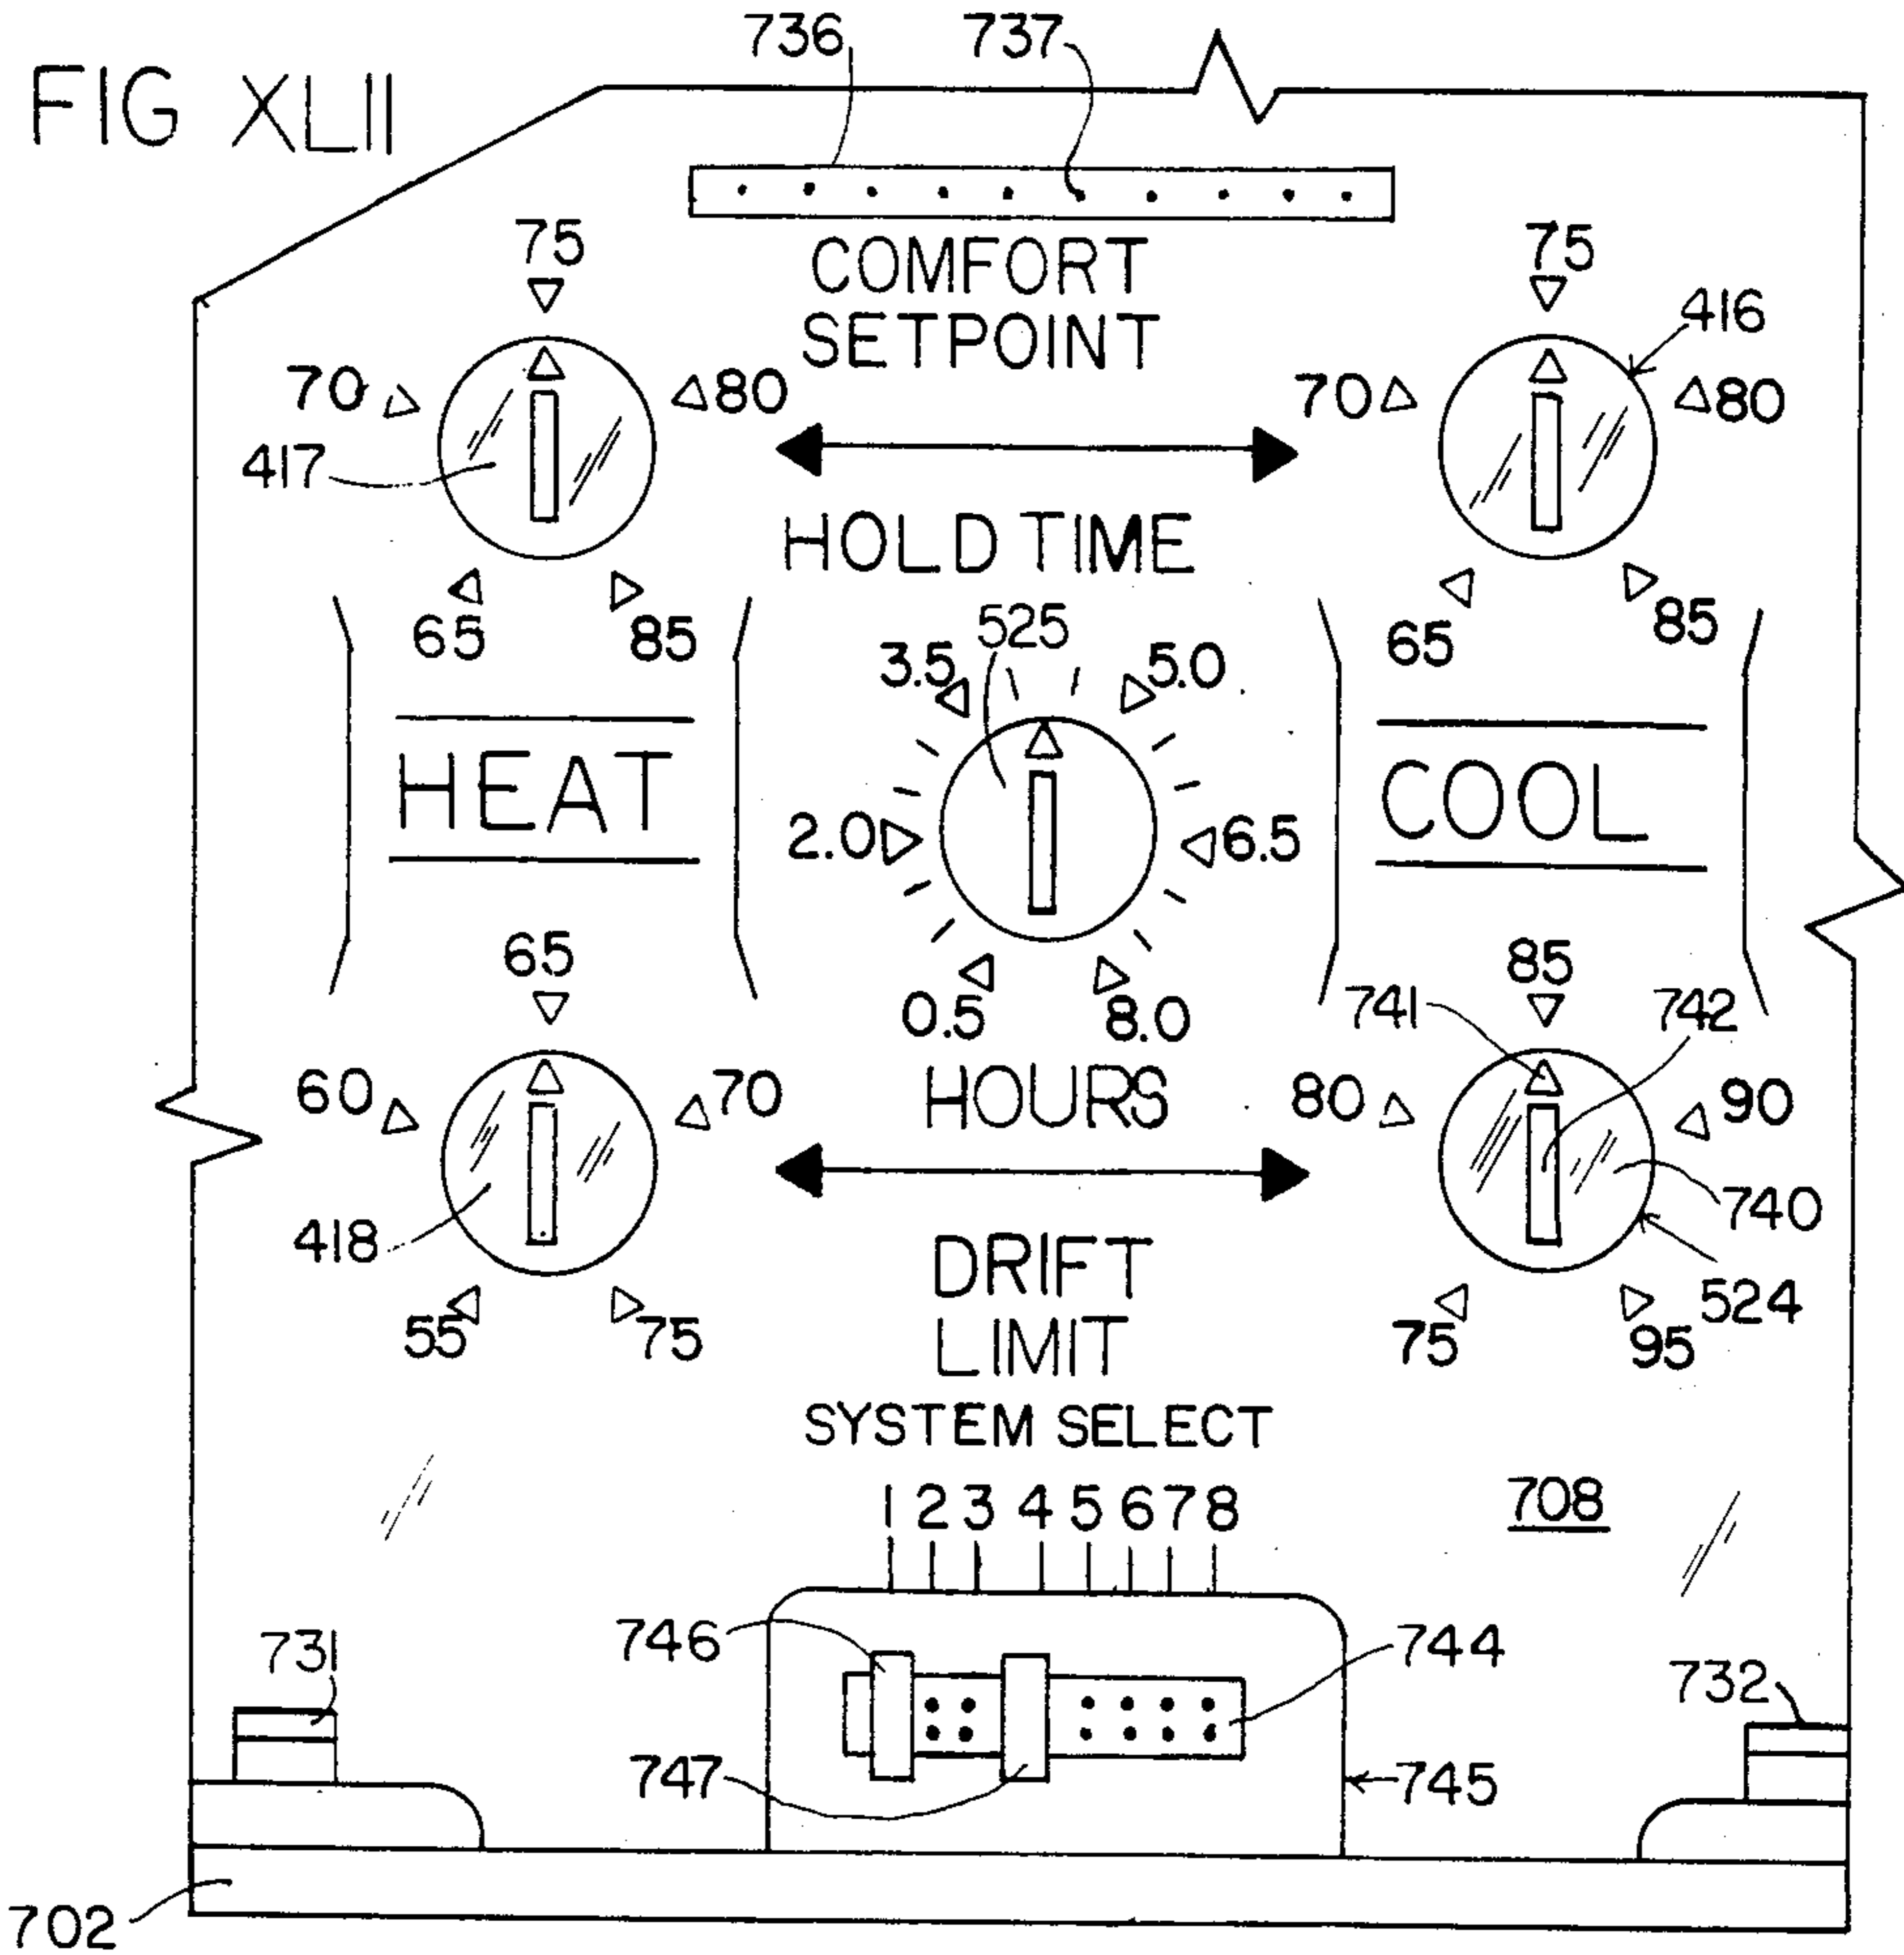 736 737
FIG XLII
75 COMFORT 75
SETPOINT 416
70 80 70 80
417
HOLD TIME
65 85 525 65 85
3.5 5.0
HEAT COOL
2.0 6.5
65 85
0.5 8.0 741 742
60 70 HOURS 80 90
740
418 DRIFT
LIMIT 524
55 75 75 95
SYSTEM SELECT
1 2 3 4 5 6 7 8 708
746 744
731 732
747 745
702